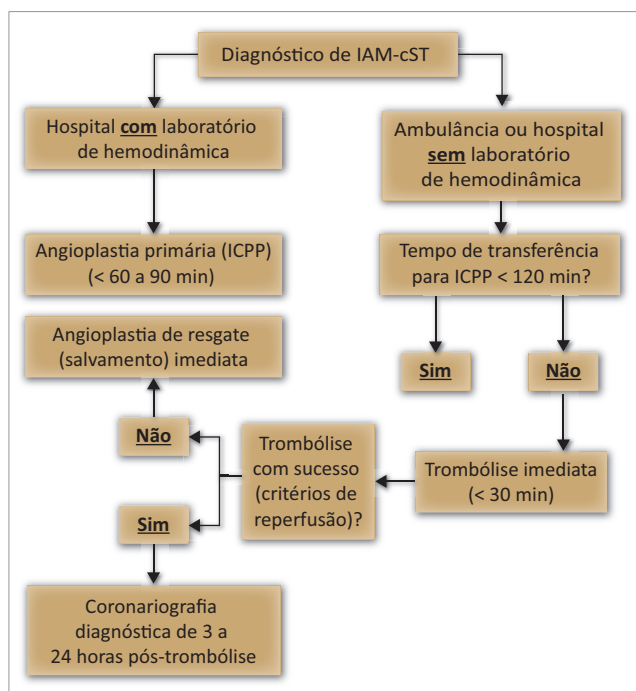 Diagnóstico de IAM-cST
Hospital com laboratório
de hemodinâmica
Ambulância ou hospital
sem laboratório
de hemodinâmica
Angioplastia primária (ICPP)
(< 60 a 90 min)
Tempo de transferência
para ICPP < 120 min?
Angioplastia de resgate
(salvamento) imediata
Sim
Não
Não
Trombólise
com sucesso
(critérios de
reperfusão)?
Trombólise imediata
(< 30 min)
Sim
Coronariografia
diagnóstica de 3 a
24 horas pós-trombólise